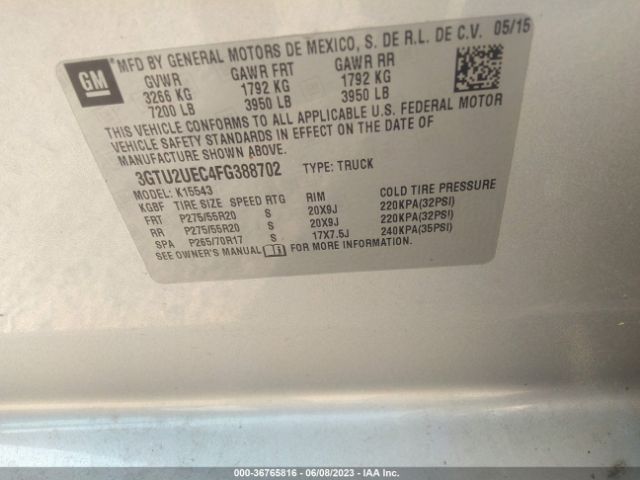 GM
MFD BY GENERAL MOTORS DE MEXICO, S. DE R.L. DE C.V. 05/15
GVWR GAWR FRT GAWR RR
3266 KG 1792 KG 1792 KG
7200 LB 3950 LB 3950 LB
THIS VEHICLE CONFORMS TO ALL APPLICABLE U.S. FEDERAL MOTOR
VEHICLE SAFETY STANDARDS IN EFFECT ON THE DATE OF
MANUFACTURE SHOWN ABOVE.
3GTU2UEC4FG388702 TYPE: TRUCK
MODEL: K15543
KGBF TIRE SIZE SPEED RTG RIM COLD TIRE PRESSURE
FRT P275/55R20 S 20X9J 220KPA(32PSI)
RR P275/55R20 S 20X9J 220KPA(32PSI)
SPA P265/70R17 S 17X7.5J 240KPA(35PSI)
SEE OWNER'S MANUAL FOR MORE INFORMATION.
000-36765816 - 06/08/2023 - IAA Inc.